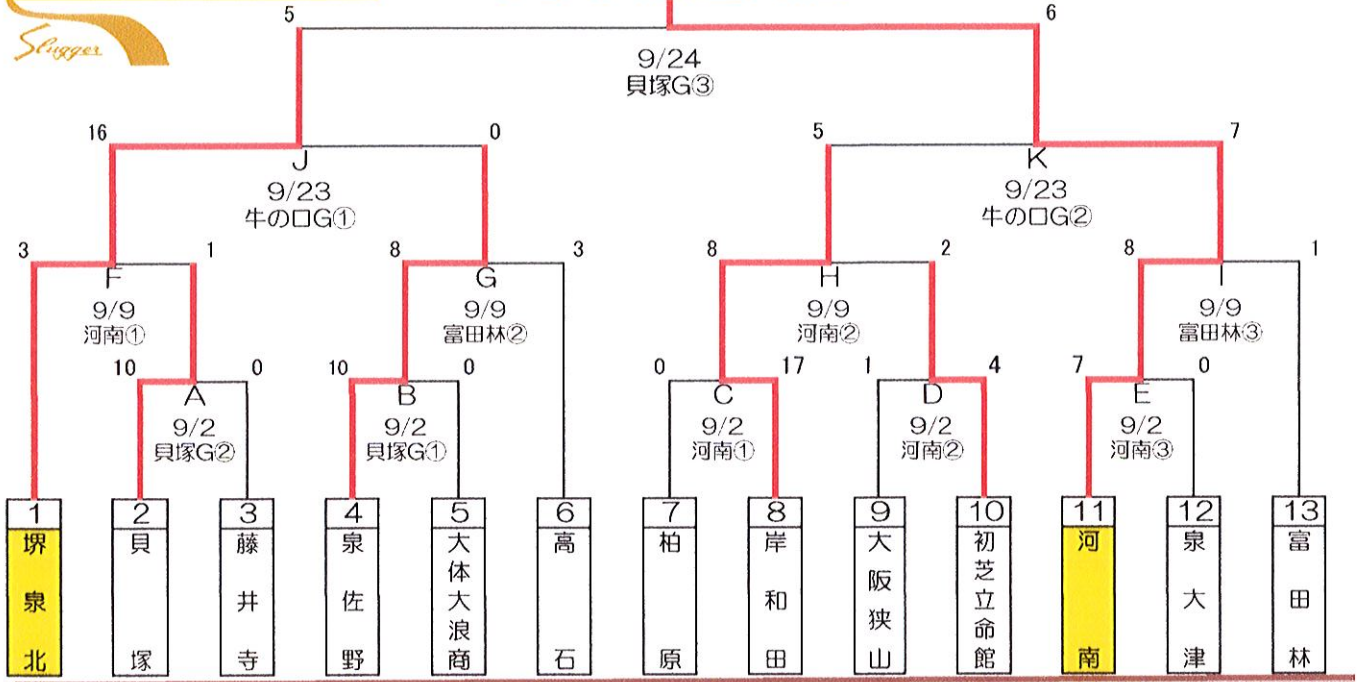 Slugger
5 6
9/24
貝塚G③
16 0 5 7
J K
9/23 9/23
牛の口G① 牛の口G②
3 1 8 3 8 2 8 1
F G H I
9/9 9/9 9/9 9/9
河南① 富田林② 河南② 富田林③
10 0 10 0 0 17 1 4 7 0
A B C D E
9/2 9/2 9/2 9/2 9/2
貝塚G② 貝塚G① 河南① 河南② 河南③
1 2 3 4 5 6 7 8 9 10 11 12 13
堺泉北
貝塚
藤井寺
泉佐野
大体大浪商
高石
柏原
岸和田
大阪狭山
初芝立命館
河南
泉大津
富田林